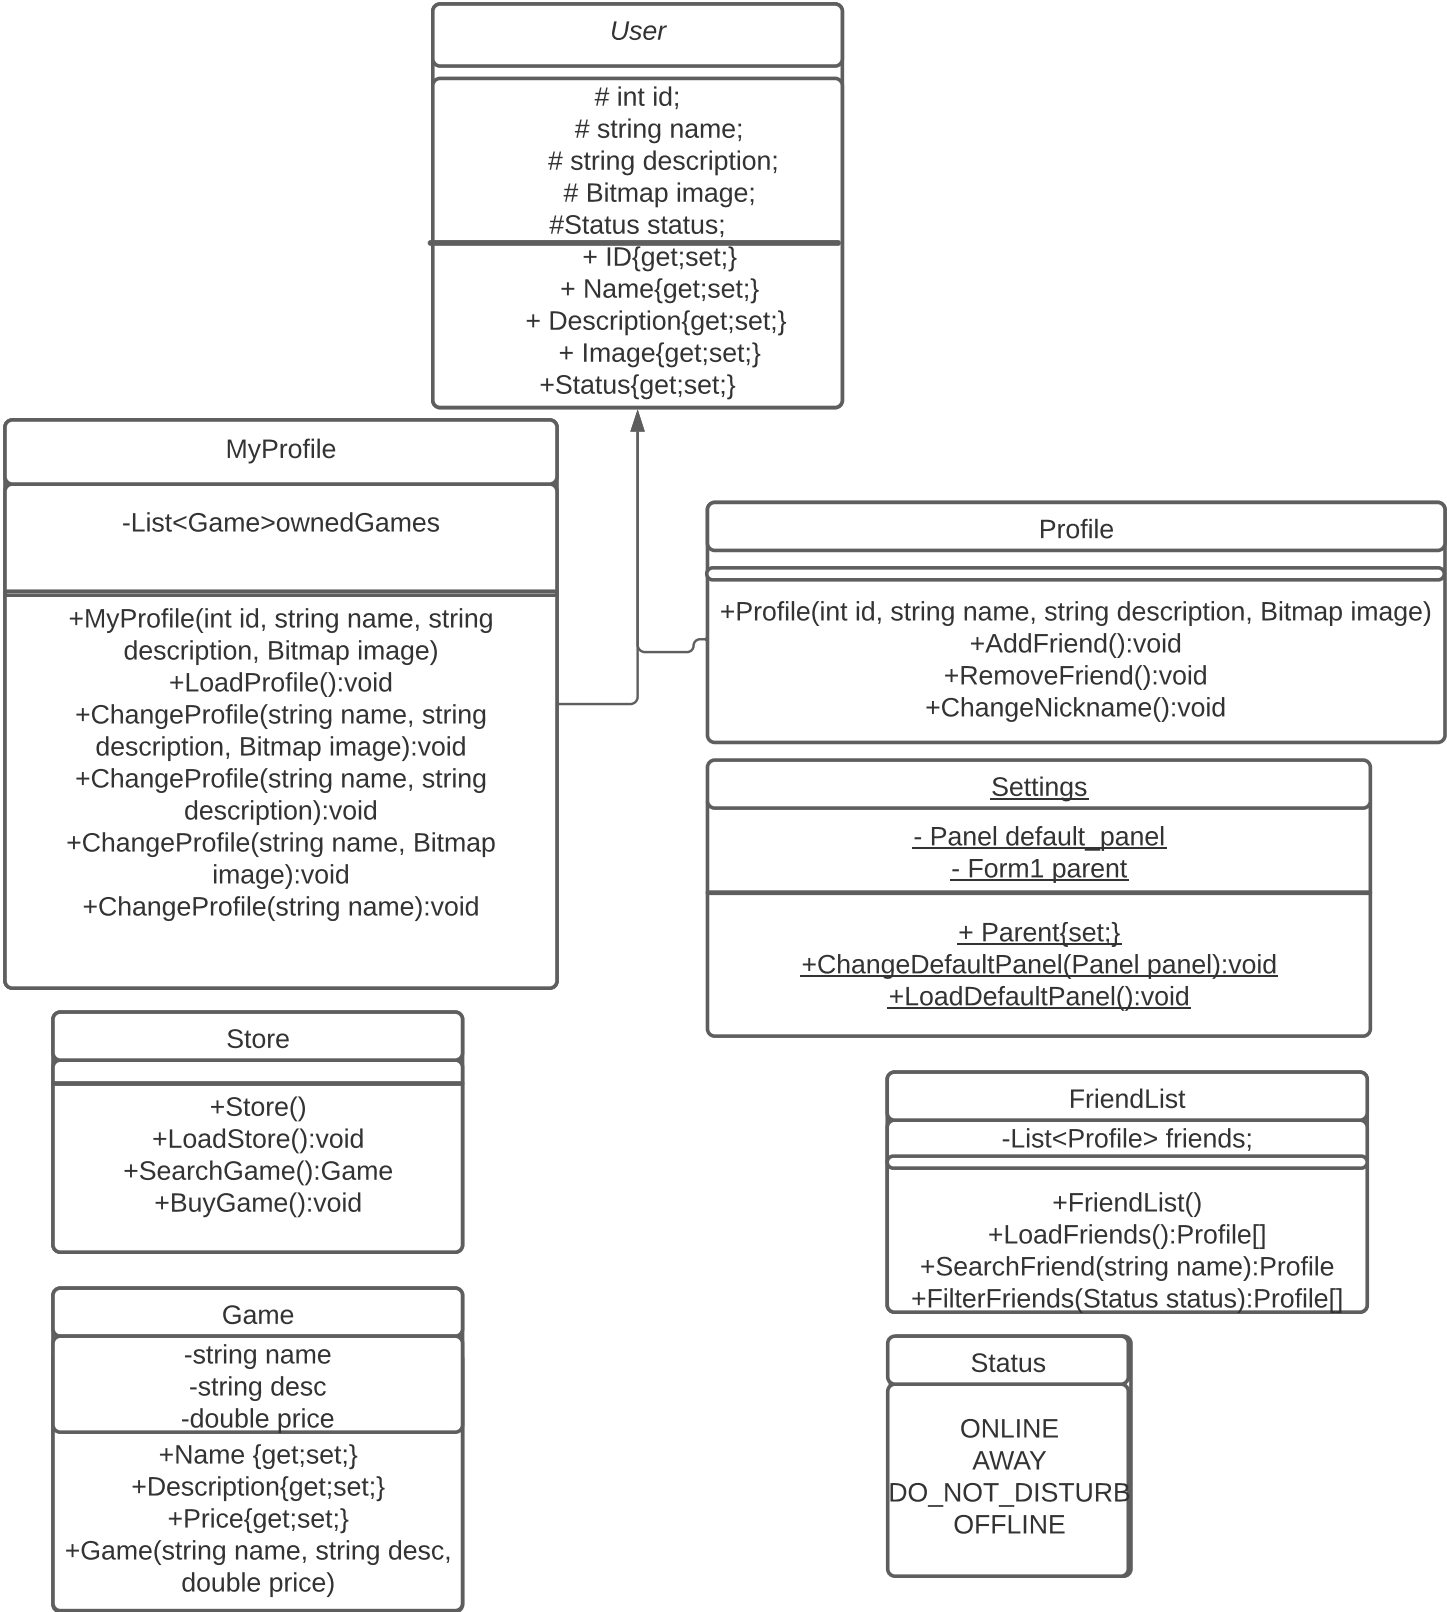 User
# int id;
# string name;
# string description;
# Bitmap image;
#Status status;
+ ID{get;set;}
+ Name{get;set;}
+ Description{get;set;}
+ Image{get;set;}
+Status{get;set;}
MyProfile
-List<Game>ownedGames
+MyProfile(int id, string name, string
description, Bitmap image)
+LoadProfile():void
+ChangeProfile(string name, string
description, Bitmap image):void
+ChangeProfile(string name, string
description):void
+ChangeProfile(string name, Bitmap
image):void
+ChangeProfile(string name):void
Profile
+Profile(int id, string name, string description, Bitmap image)
+AddFriend():void
+RemoveFriend():void
+ChangeNickname():void
Settings
- Panel default_panel
- Form1 parent
+ Parent{set;}
+ChangeDefaultPanel(Panel panel):void
+LoadDefaultPanel():void
Store
+Store()
+LoadStore():void
+SearchGame():Game
+BuyGame():void
FriendList
-List<Profile> friends;
+FriendList()
+LoadFriends():Profile[]
+SearchFriend(string name):Profile
+FilterFriends(Status status):Profile[]
Game
-string name
-string desc
-double price
+Name {get;set;}
+Description{get;set;}
+Price{get;set;}
+Game(string name, string desc,
double price)
Status
ONLINE
AWAY
DO_NOT_DISTURB
OFFLINE